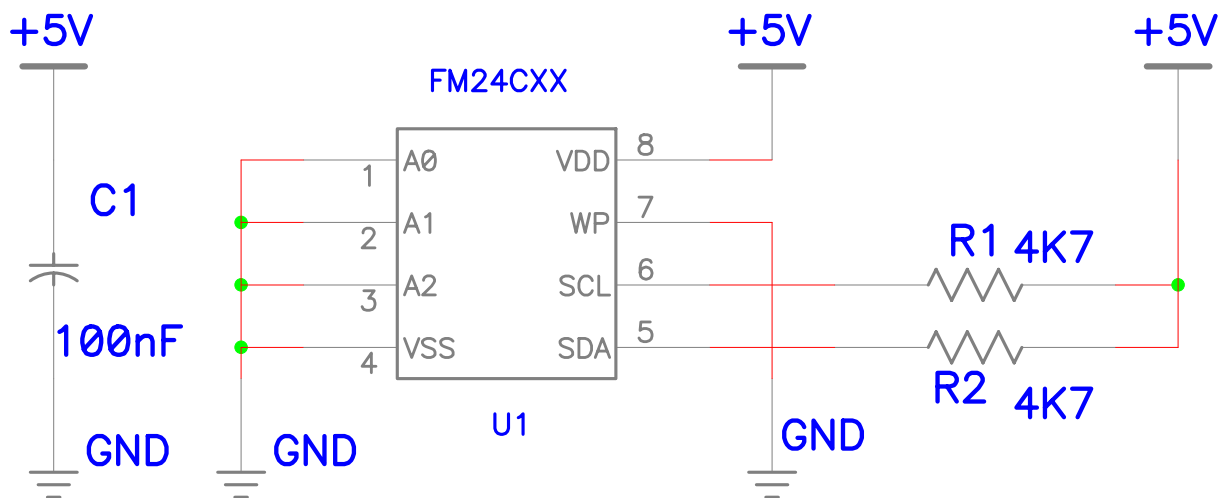 +5V
+5V
+5V
FM24CXX
C1
100nF
GND
1
2
3
4
A0
A1
A2
VSS
VDD
WP
SCL
SDA
8
7
6
5
U1
GND
GND
R1
4K7
R2
4K7